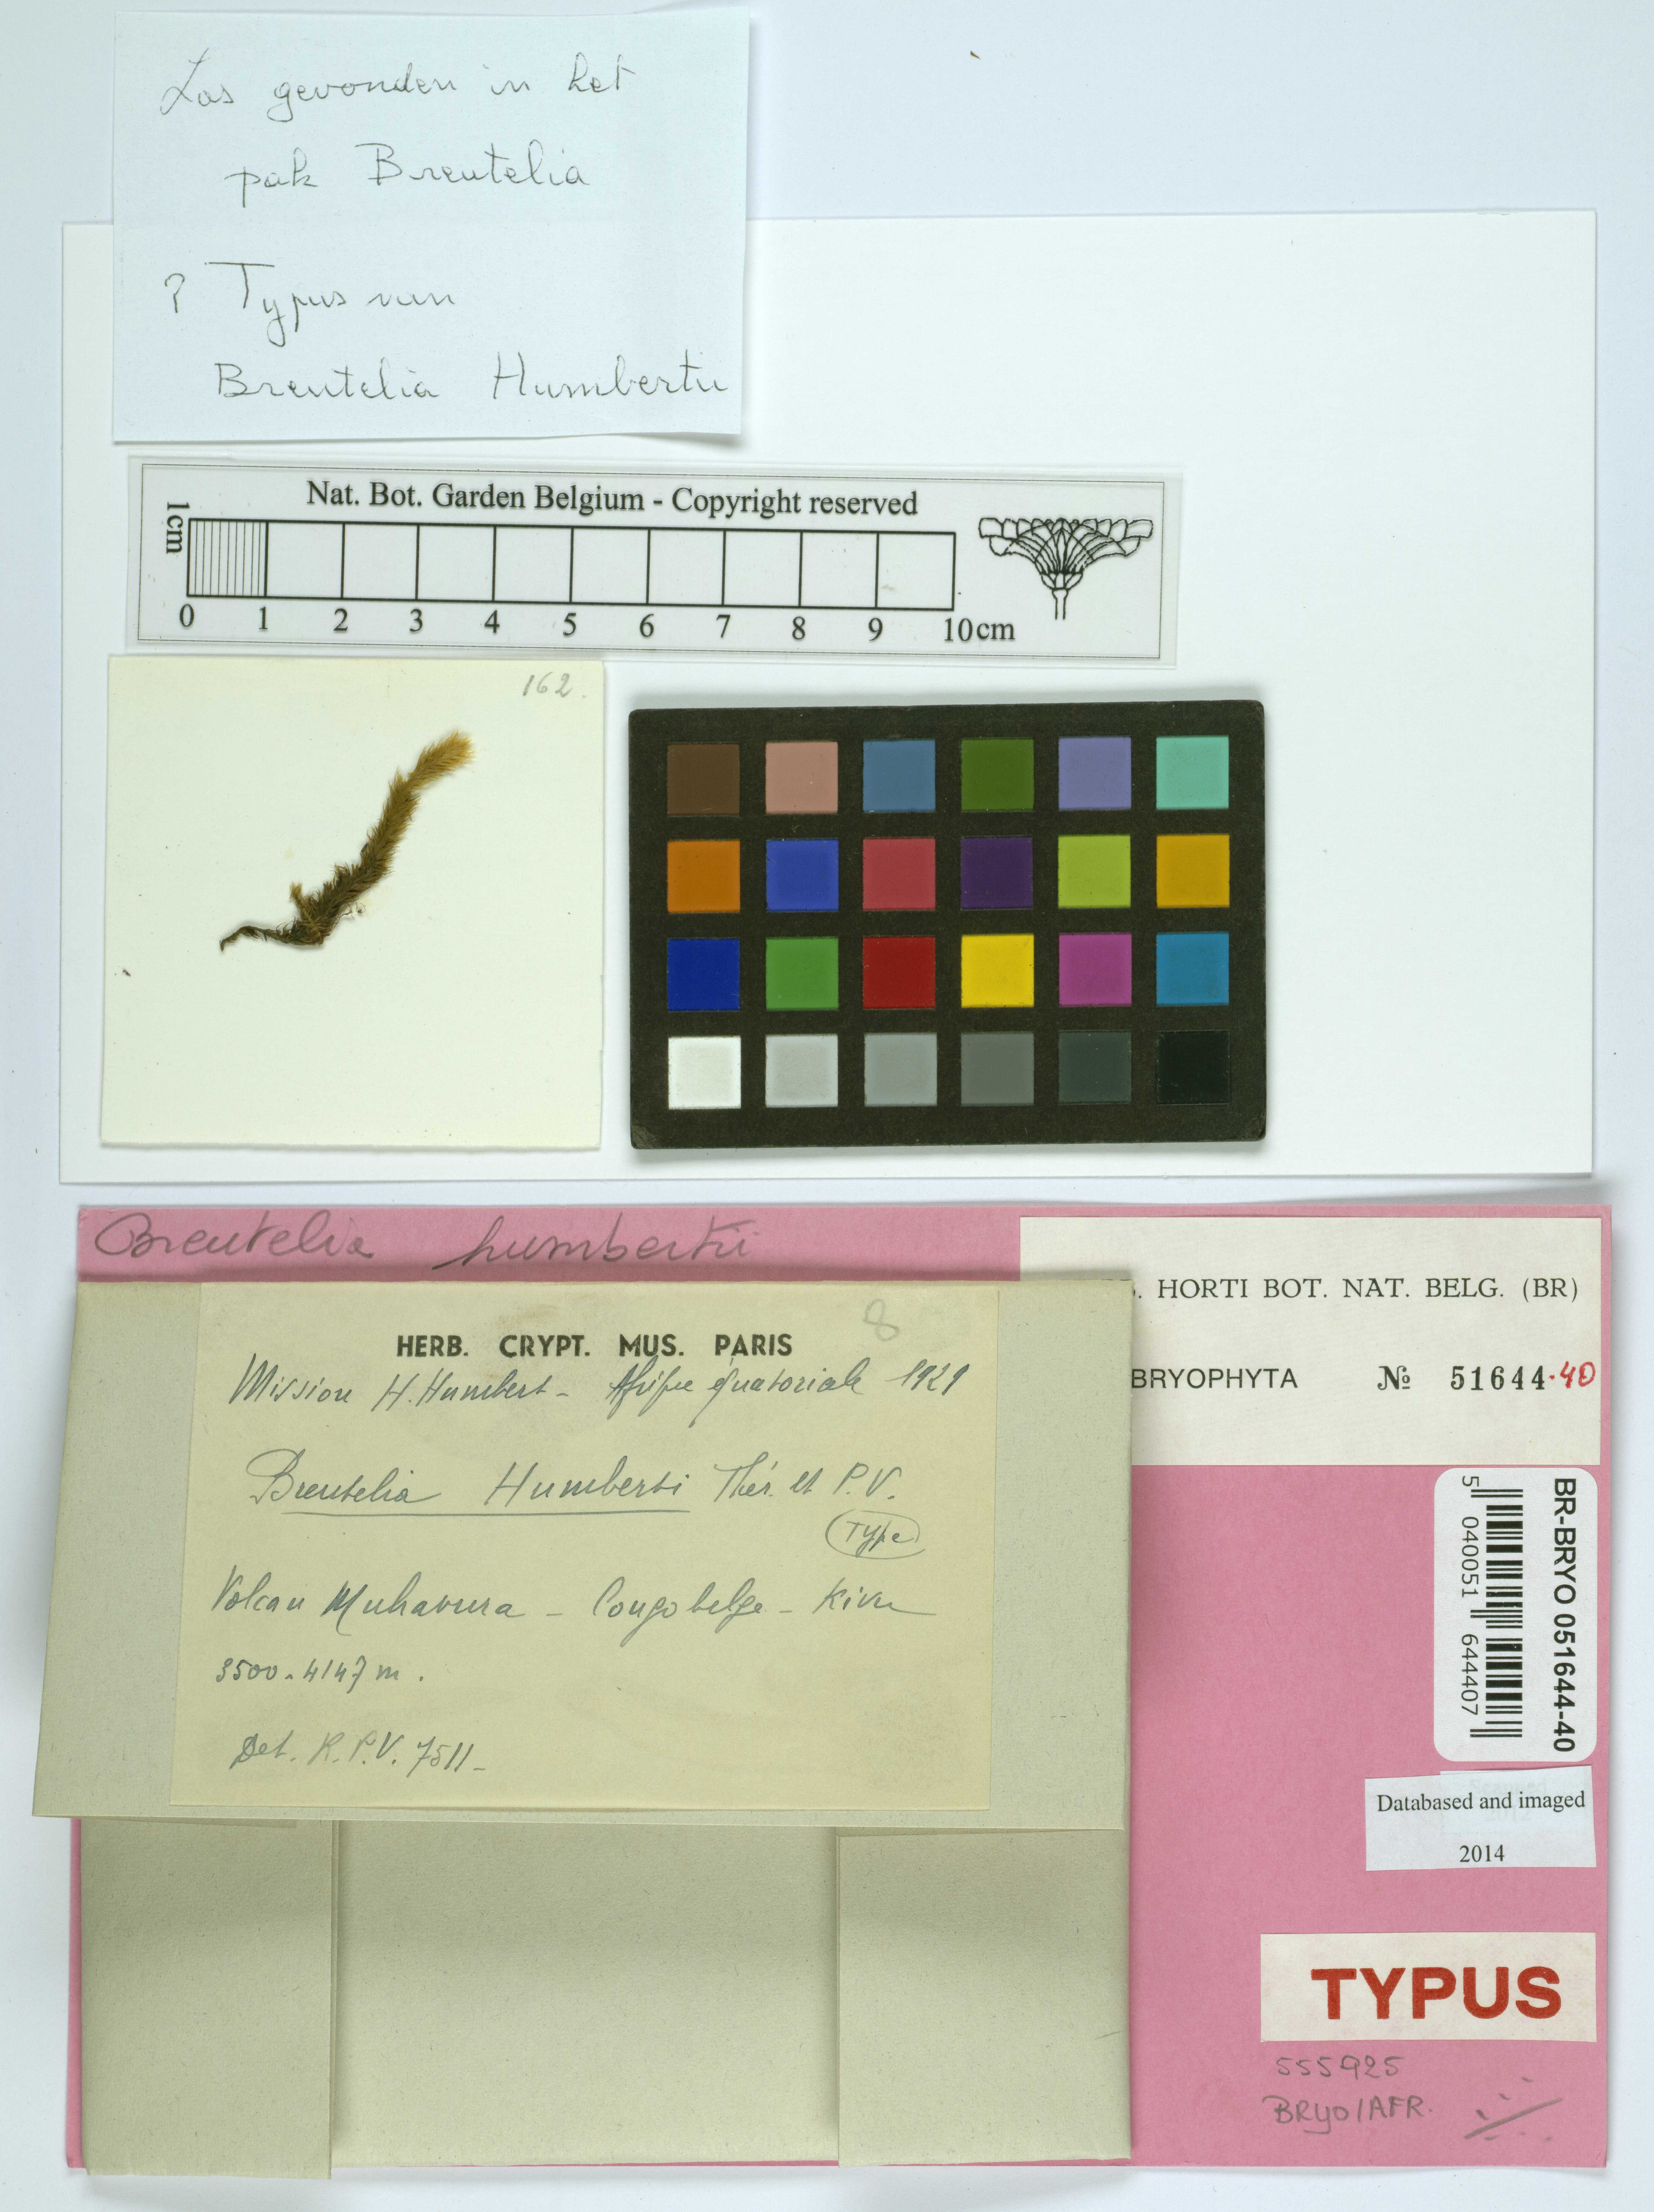 Los gevonden in het
pak Breutelia
? Typus van
Breutelia Humbertii
Nat. Bot. Garden Belgium - Copyright reserved
1cm
0 1 2 3 4 5 6 7 8 9 10cm
162.
Breutelia humbertii
HORTI BOT. NAT. BELG. (BR)
BRYOPHYTA № 51644.40
8
HERB. CRYPT. MUS. PARIS
Mission H. Humbert - Afrique équatoriale 1929
Breutelia Humberti Thér. et P.V.
Type
Volcan Muhavura - Congo belge - Kivu
3500-4147 m.
Det. R. P.V. 7511-
BR-BRYO 051644-40
5 040051 644407
Databased and imaged
2014
TYPUS
555925
BRYO/AFR.